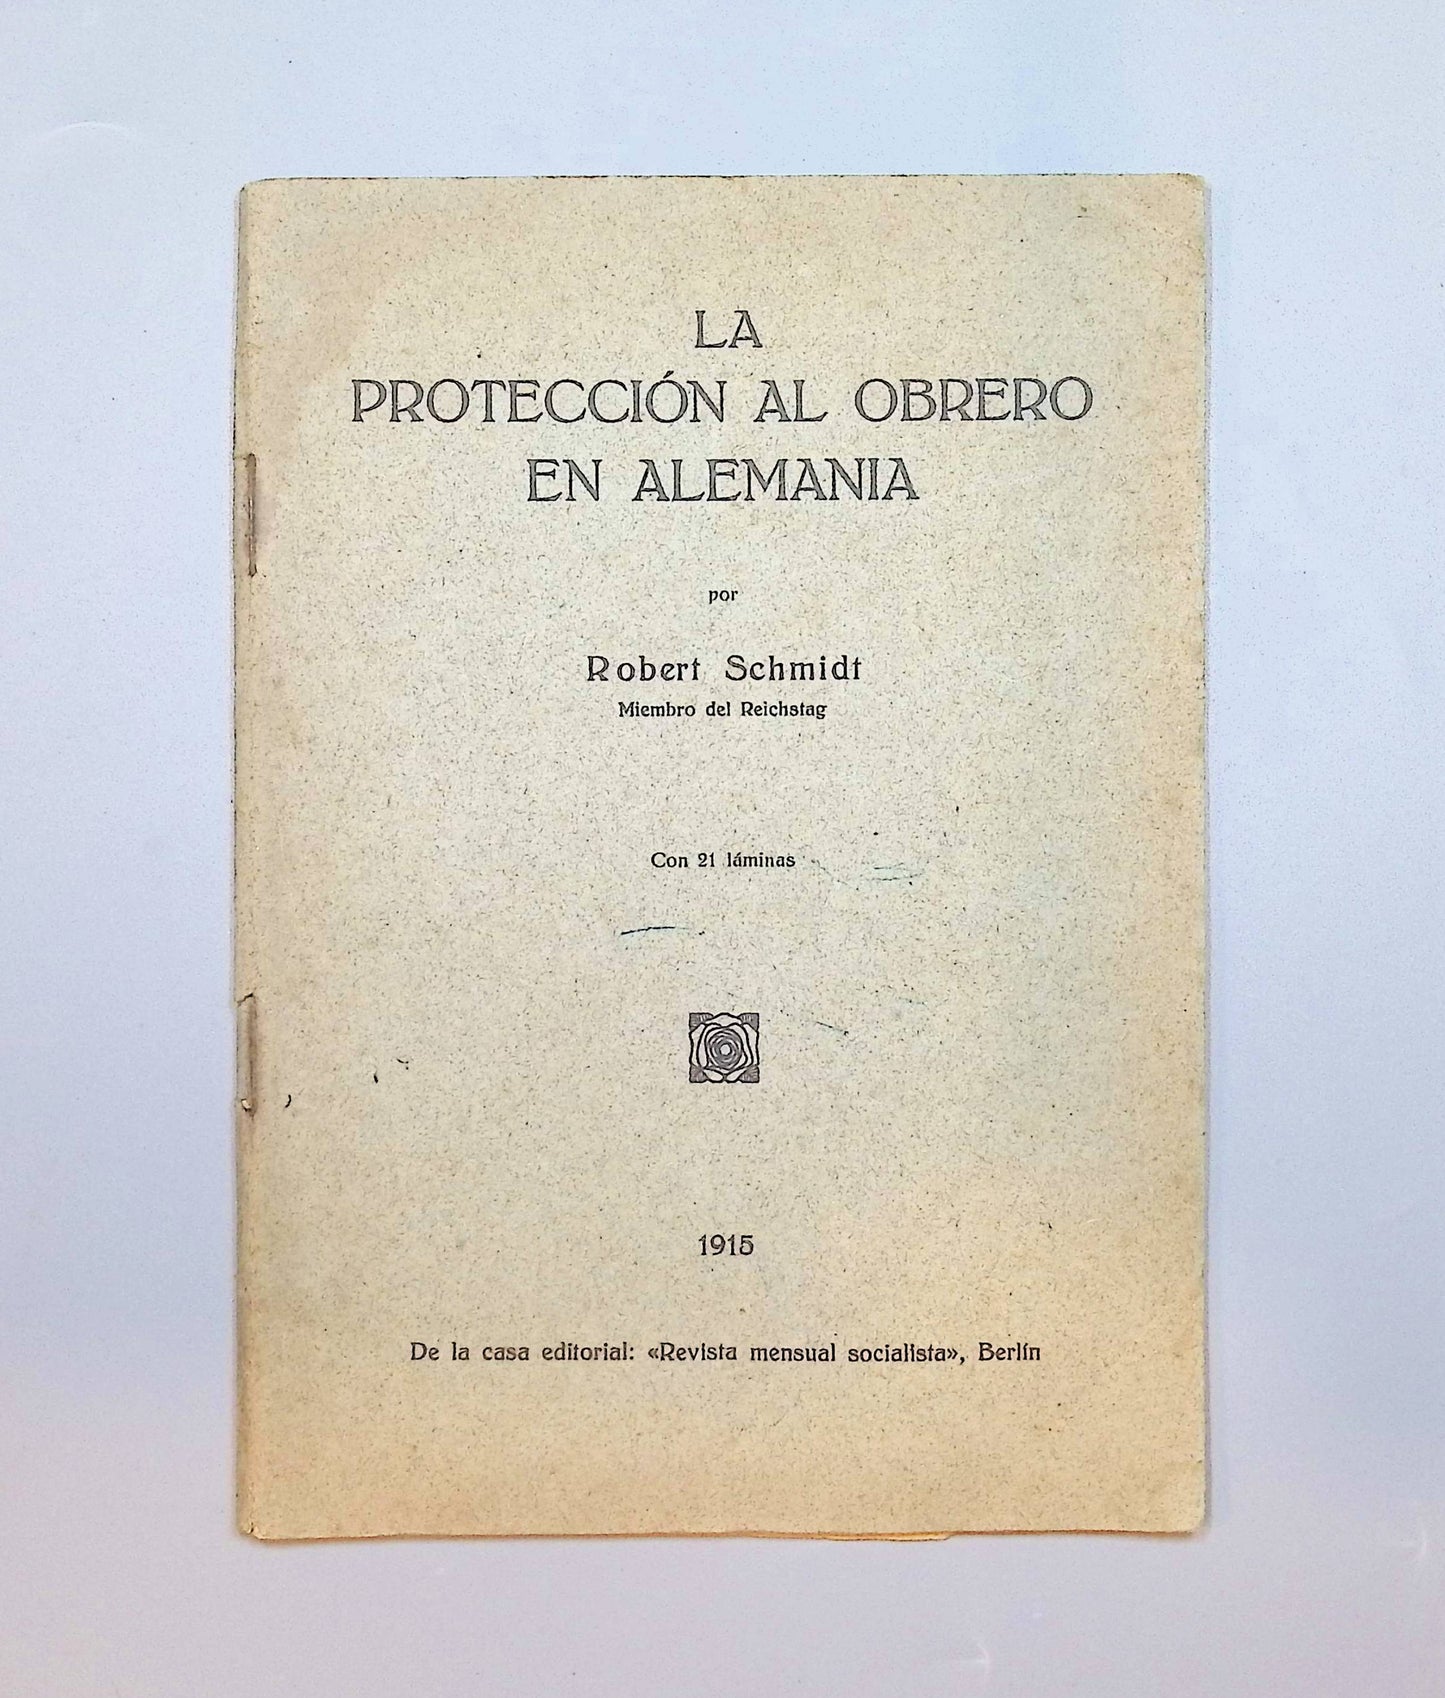 LA
PROTECCIÓN AL OBRERO
EN ALEMANIA
por
Robert Schmidt
Miembro del Reichstag
Con 21 láminas
1915
De la casa editorial: «Revista mensual socialista», Berlín